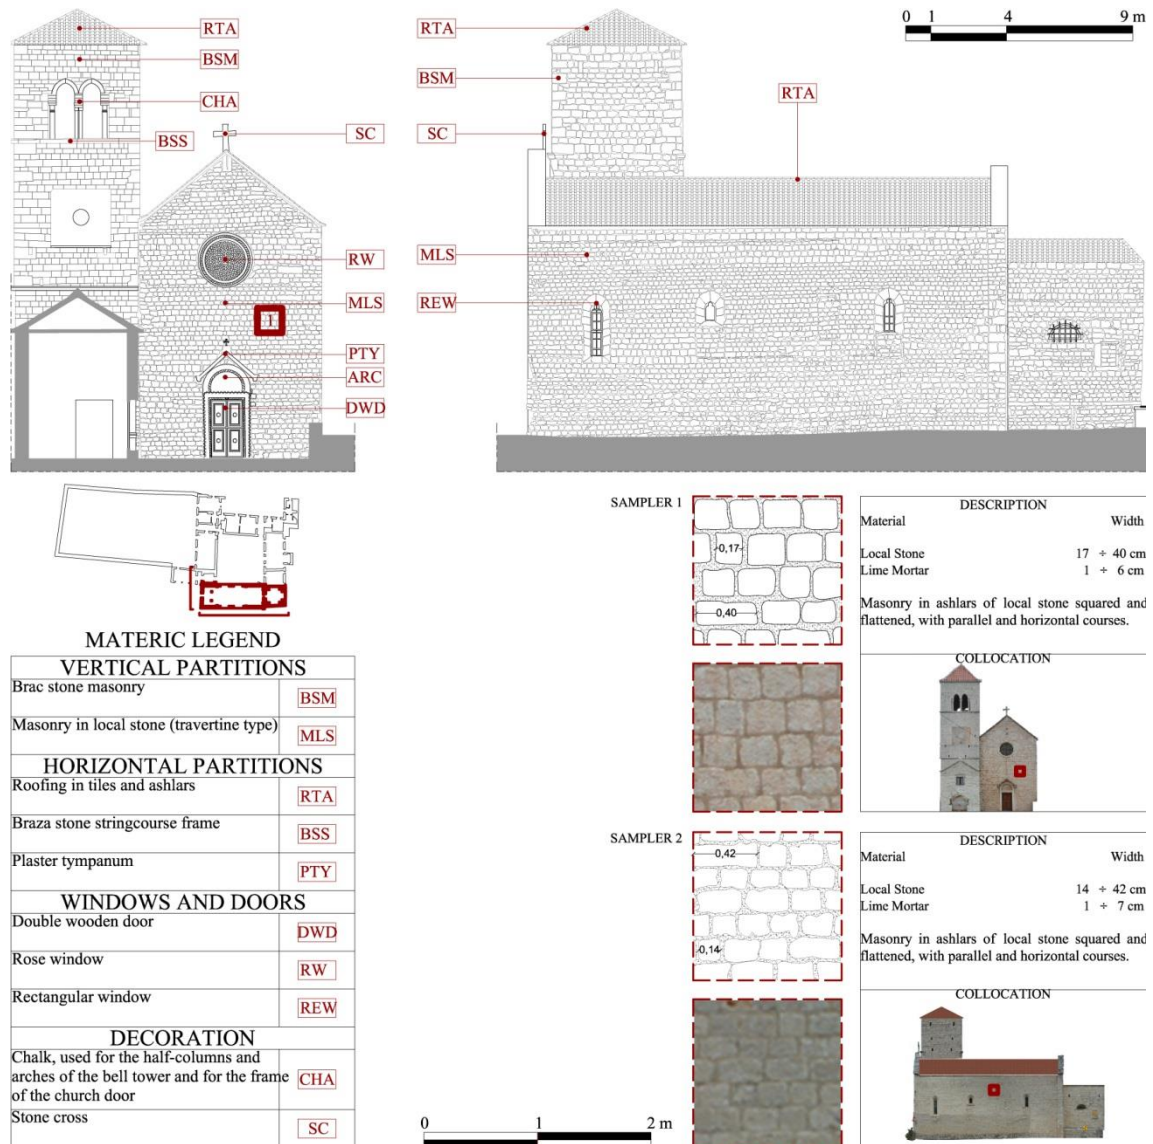 RTA
BSM
CHA
BSS
SC
RW
MLS
1
PTY
ARC
DWD
RTA
BSM
SC
RTA
MLS
REW
0 1 4 9 m
MATERIC LEGEND
VERTICAL PARTITIONS
Brac stone masonry
BSM
Masonry in local stone (travertine type)
MLS
HORIZONTAL PARTITIONS
Roofing in tiles and ashlars
RTA
Braza stone stringcourse frame
BSS
Plaster tympanum
PTY
WINDOWS AND DOORS
Double wooden door
DWD
Rose window
RW
Rectangular window
REW
DECORATION
Chalk, used for the half-columns and
arches of the bell tower and for the frame
of the church door
CHA
Stone cross
SC
SAMPLER 1
0,17
0,40
DESCRIPTION
Material Width
Local Stone 17 ÷ 40 cm
Lime Mortar 1 ÷ 6 cm
Masonry in ashlars of local stone squared and
flattened, with parallel and horizontal courses.
COLLOCATION
SAMPLER 2
0,42
0,14
DESCRIPTION
Material Width
Local Stone 14 ÷ 42 cm
Lime Mortar 1 ÷ 7 cm
Masonry in ashlars of local stone squared and
flattened, with parallel and horizontal courses.
COLLOCATION
0 1 2 m